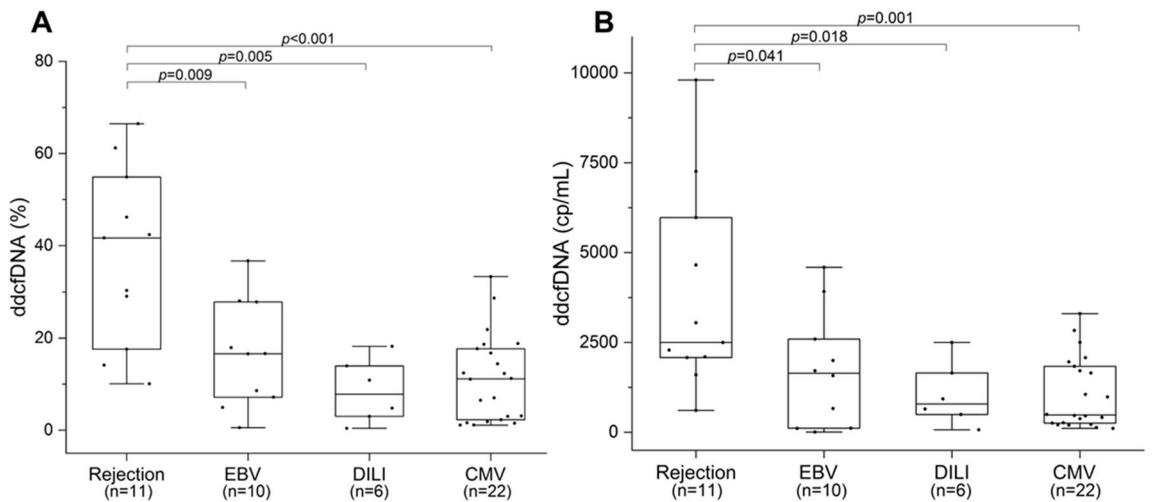 A
p<0.001
p=0.005
p=0.009
80
60
40
20
0
ddcfDNA (%)
Rejection
(n=11)
EBV
(n=10)
DILI
(n=6)
CMV
(n=22)
B
p=0.001
p=0.018
p=0.041
10000
7500
5000
2500
0
ddcfDNA (cp/mL)
Rejection
(n=11)
EBV
(n=10)
DILI
(n=6)
CMV
(n=22)